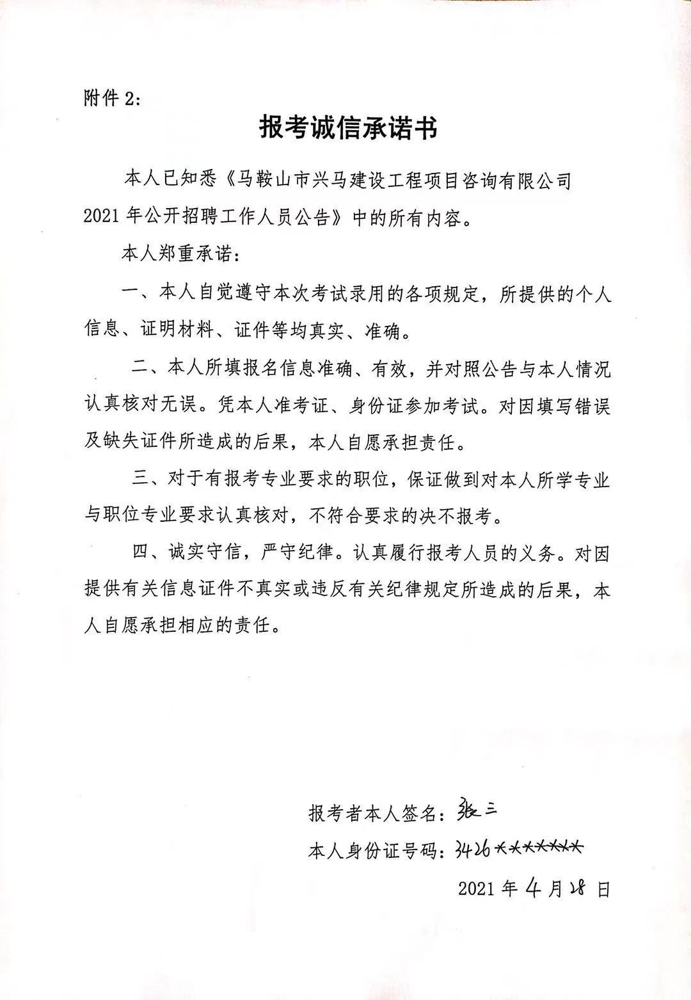 附件 2：
报考诚信承诺书
本人已知悉《马鞍山市兴马建设工程项目咨询有限公司
2021 年公开招聘工作人员公告》中的所有内容。
本人郑重承诺：
一、本人自觉遵守本次考试录用的各项规定，所提供的个人
信息、证明材料、证件等均真实、准确。
二、本人所填报名信息准确、有效，并对照公告与本人情况
认真核对无误。凭本人准考证、身份证参加考试。对因填写错误
及缺失证件所造成的后果，本人自愿承担责任。
三、对于有报考专业要求的职位，保证做到对本人所学专业
与职位专业要求认真核对，不符合要求的决不报考。
四、诚实守信，严守纪律。认真履行报考人员的义务。对因
提供有关信息证件不真实或违反有关纪律规定所造成的后果，本
人自愿承担相应的责任。
报考者本人签名：张三
本人身份证号码：3426*******
2021 年 4 月 28 日